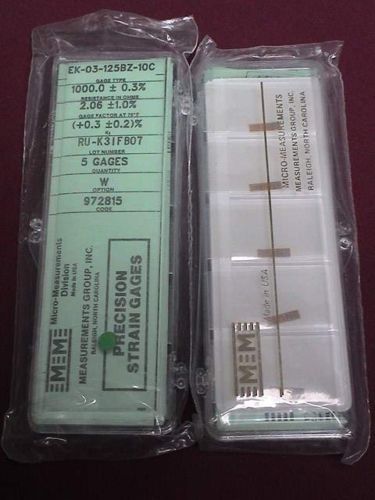 EK-03-125BZ-10C
GAGE TYPE
1000.0 ± 0.3%
RESISTANCE IN OHMS
2.06 ±1.0%
GAGE FACTOR AT 75°F
(+0.3 ±0.2)%
Kt
RU-K31FB07
LOT NUMBER
5 GAGES
QUANTITY
W
OPTION
972815
CODE
Micro-Measurements
Division
Made in USA
MEASUREMENTS GROUP, INC.
RALEIGH, NORTH CAROLINA
PRECISION
STRAIN GAGES
MICRO-MEASUREMENTS
MEASUREMENTS GROUP, INC.
RALEIGH, NORTH CAROLINA
Made in USA